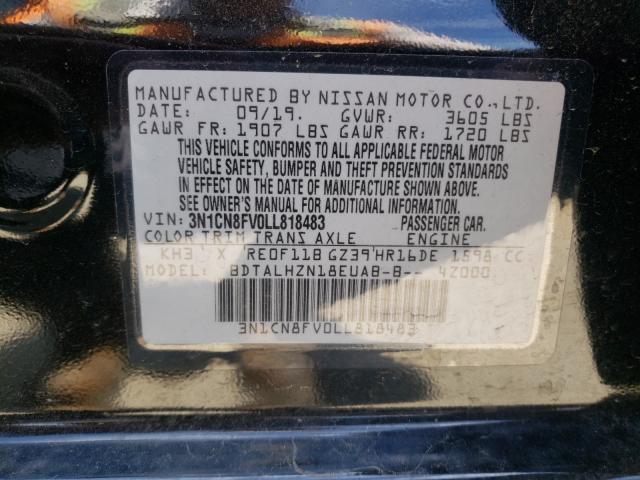 MANUFACTURED BY NISSAN MOTOR CO.,LTD.
DATE: 09/19. GVWR: 3605 LBS
GAWR FR: 1907 LBS GAWR RR: 1720 LBS
THIS VEHICLE CONFORMS TO ALL APPLICABLE FEDERAL MOTOR
VEHICLE SAFETY, BUMPER AND THEFT PREVENTION STANDARDS
IN EFFECT ON THE DATE OF MANUFACTURE SHOWN ABOVE.
SEE OWNER'S MANUAL FOR ADDITIONAL INFORMATION.
VIN: 3N1CN8FV0LL818483 PASSENGER CAR.
COLOR TRIM TRANS AXLE ENGINE
KH3 X RE0F11B GZ39 HR16DE 1598 CC
MODEL: BDTALHZN18EUAB-B-- 4Z000
3N1CN8FV0LL818483